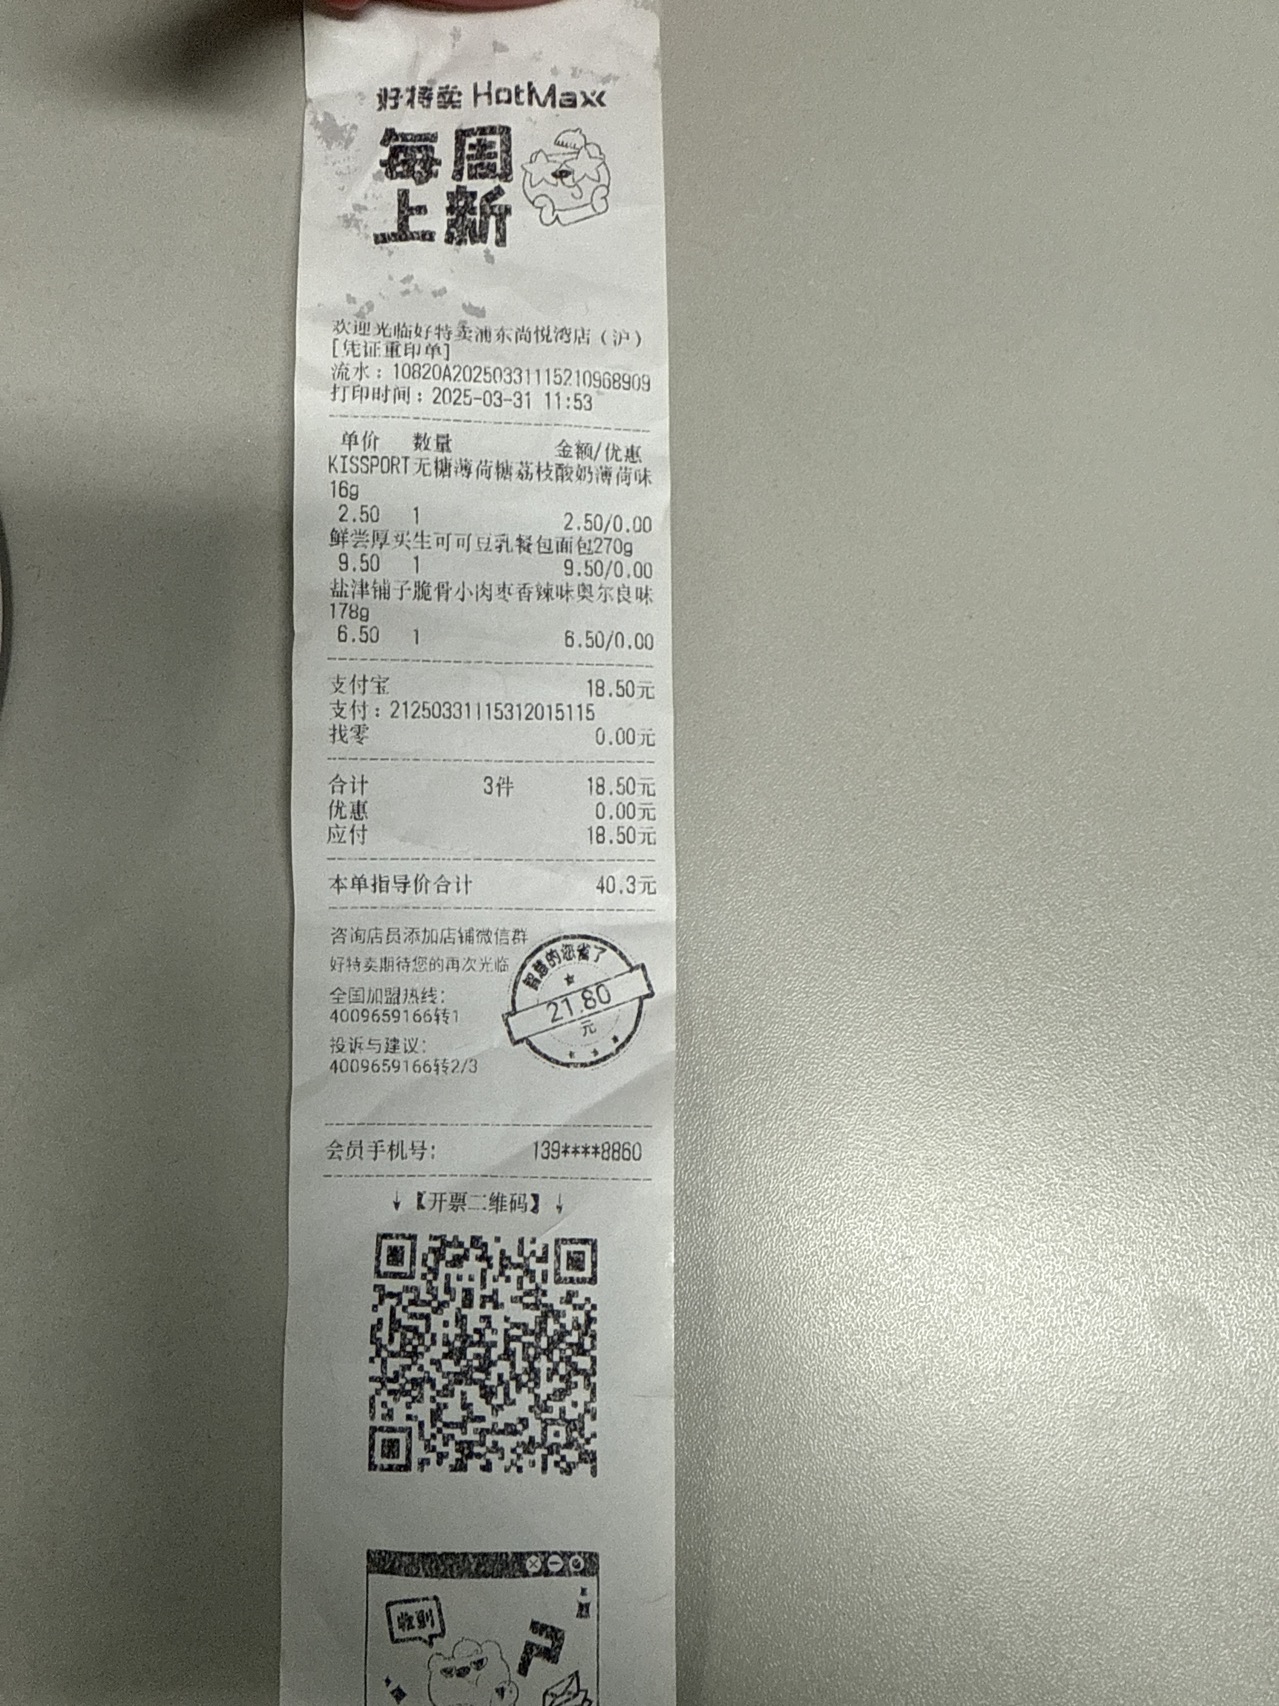 好特卖 HotMaxx
每周
上新
欢迎光临好特卖浦东尚悦湾店（沪）
[凭证重印单]
流水：10820A20250331115210968909
打印时间：2025-03-31 11:53
单价 数量 金额/优惠
KISSPORT无糖薄荷糖荔枝酸奶薄荷味
16g
2.50 1 2.50/0.00
鲜尝厚买生可可豆乳餐包面包270g
9.50 1 9.50/0.00
盐津铺子脆骨小肉枣香辣味奥尔良味
178g
6.50 1 6.50/0.00
支付宝 18.50元
支付：21250331115312015115
找零 0.00元
合计 3件 18.50元
优惠 0.00元
应付 18.50元
本单指导价合计 40.3元
咨询店员添加店铺微信群
好特卖期待您的再次光临
智慧的您省了
21.80
元
全国加盟热线：
4009659166转1
投诉与建议：
4009659166转2/3
会员手机号： 139****8860
↓【开票二维码】↓